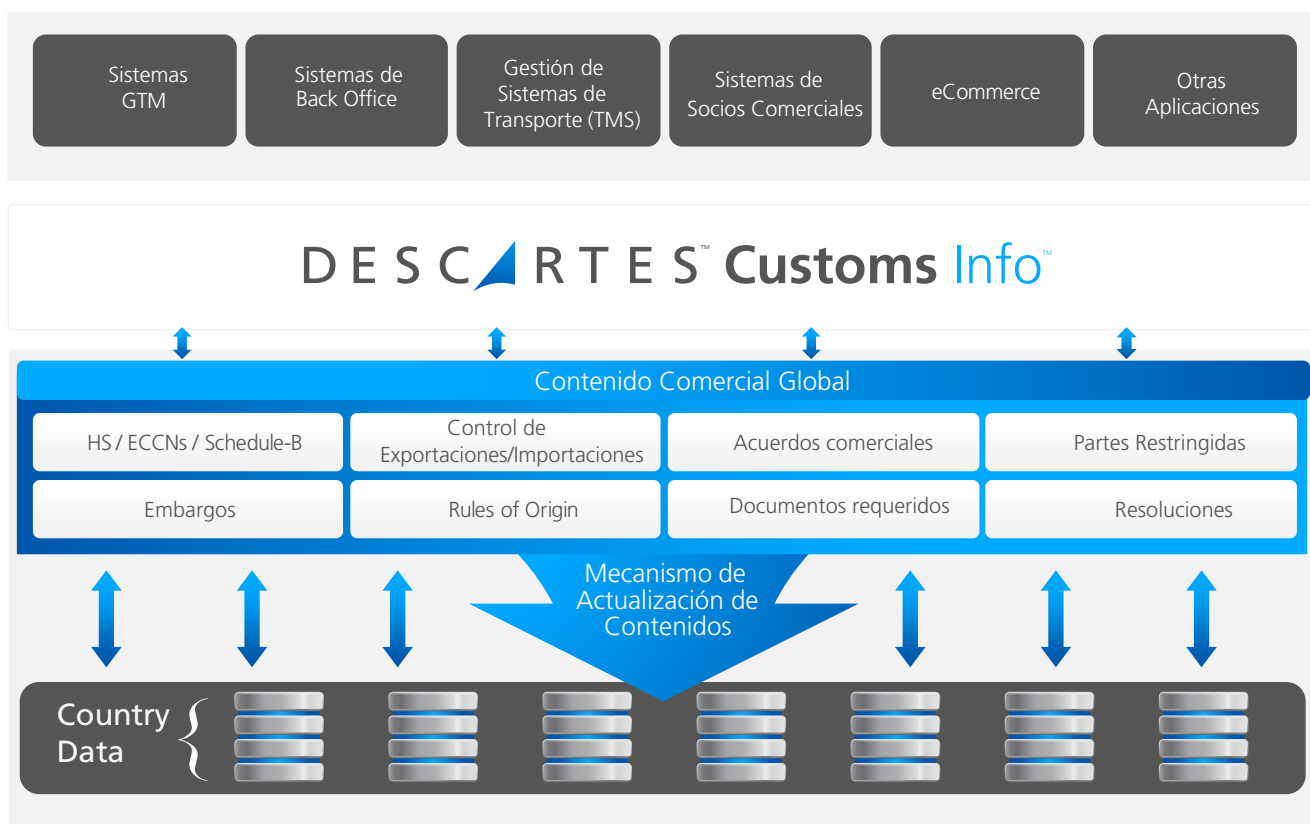 Sistemas
GTM
Sistemas de
Back Office
Gestión de
Sistemas de
Transporte (TMS)
Sistemas de
Socios Comerciales
eCommerce
Otras
Aplicaciones
DESCARTES™ Customs Info™
Contenido Comercial Global
HS / ECCNs / Schedule-B
Control de
Exportaciones/Importaciones
Acuerdos comerciales
Partes Restringidas
Embargos
Rules of Origin
Documentos requeridos
Resoluciones
Mecanismo de
Actualización de
Contenidos
Country
Data